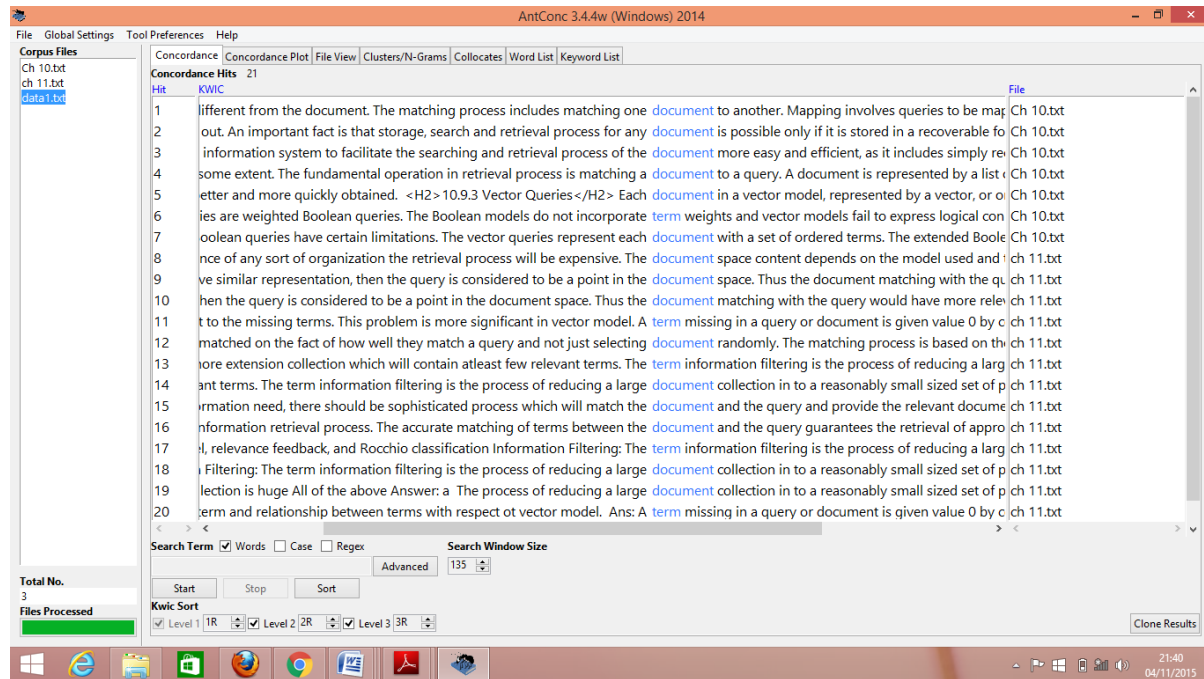 AntConc 3.4.4w (Windows) 2014
File Global Settings Tool Preferences Help
Corpus Files
Ch 10.txt
ch 11.txt
data1.txt
Total No.
3
Files Processed
Concordance Concordance Plot File View Clusters/N-Grams Collocates Word List Keyword List
Concordance Hits 21
Hit KWIC File
1 different from the document. The matching process includes matching one document to another. Mapping involves queries to be map Ch 10.txt
2 out. An important fact is that storage, search and retrieval process for any document is possible only if it is stored in a recoverable fo Ch 10.txt
3 information system to facilitate the searching and retrieval process of the document more easy and efficient, as it includes simply re Ch 10.txt
4 some extent. The fundamental operation in retrieval process is matching a document to a query. A document is represented by a list Ch 10.txt
5 etter and more quickly obtained. <H2>10.9.3 Vector Queries</H2> Each document in a vector model, represented by a vector, or o Ch 10.txt
6 ies are weighted Boolean queries. The Boolean models do not incorporate term weights and vector models fail to express logical con Ch 10.txt
7 oolean queries have certain limitations. The vector queries represent each document with a set of ordered terms. The extended Boole Ch 10.txt
8 nce of any sort of organization the retrieval process will be expensive. The document space content depends on the model used and ch 11.txt
9 ve similar representation, then the query is considered to be a point in the document space. Thus the document matching with the qu ch 11.txt
10 hen the query is considered to be a point in the document space. Thus the document matching with the query would have more rele ch 11.txt
11 t to the missing terms. This problem is more significant in vector model. A term missing in a query or document is given value 0 by c ch 11.txt
12 matched on the fact of how well they match a query and not just selecting document randomly. The matching process is based on th ch 11.txt
13 ore extension collection which will contain atleast few relevant terms. The term information filtering is the process of reducing a larg ch 11.txt
14 ant terms. The term information filtering is the process of reducing a large document collection in to a reasonably small sized set of p ch 11.txt
15 ormation need, there should be sophisticated process which will match the document and the query and provide the relevant docume ch 11.txt
16 nformation retrieval process. The accurate matching of terms between the document and the query guarantees the retrieval of appro ch 11.txt
17 el, relevance feedback, and Rocchio classification Information Filtering: The term information filtering is the process of reducing a larg ch 11.txt
18 Filtering: The term information filtering is the process of reducing a large document collection in to a reasonably small sized set of p ch 11.txt
19 lection is huge All of the above Answer: a The process of reducing a large document collection in to a reasonably small sized set of p ch 11.txt
20 term and relationship between terms with respect ot vector model. Ans: A term missing in a query or document is given value 0 by c ch 11.txt
Search Term Words Case Regex Search Window Size
Advanced 135
Start Stop Sort
Kwic Sort
Level 1 1R Level 2 2R Level 3 3R
Clone Results
21:40
04/11/2015